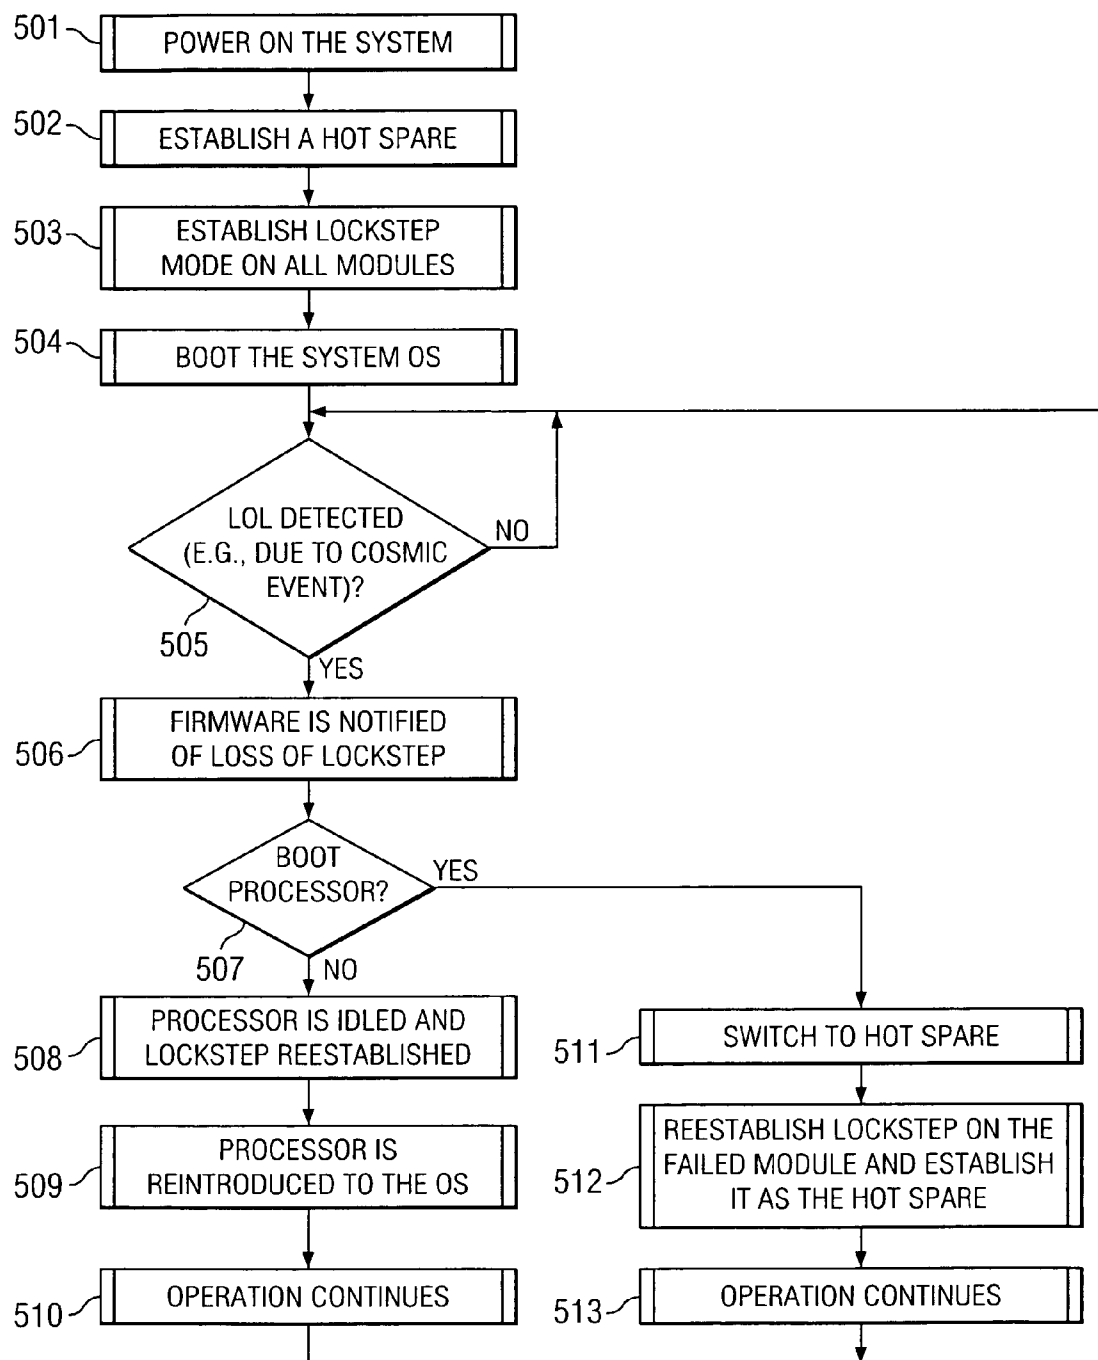 501
POWER ON THE SYSTEM
502
ESTABLISH A HOT SPARE
503
ESTABLISH LOCKSTEP
MODE ON ALL MODULES
504
BOOT THE SYSTEM OS
LOL DETECTED
(E.G., DUE TO COSMIC
EVENT)?
NO
505
YES
506
FIRMWARE IS NOTIFIED
OF LOSS OF LOCKSTEP
BOOT
PROCESSOR?
YES
507
NO
508
PROCESSOR IS IDLED AND
LOCKSTEP REESTABLISHED
509
PROCESSOR IS
REINTRODUCED TO THE OS
510
OPERATION CONTINUES
511
SWITCH TO HOT SPARE
512
REESTABLISH LOCKSTEP ON THE
FAILED MODULE AND ESTABLISH
IT AS THE HOT SPARE
513
OPERATION CONTINUES